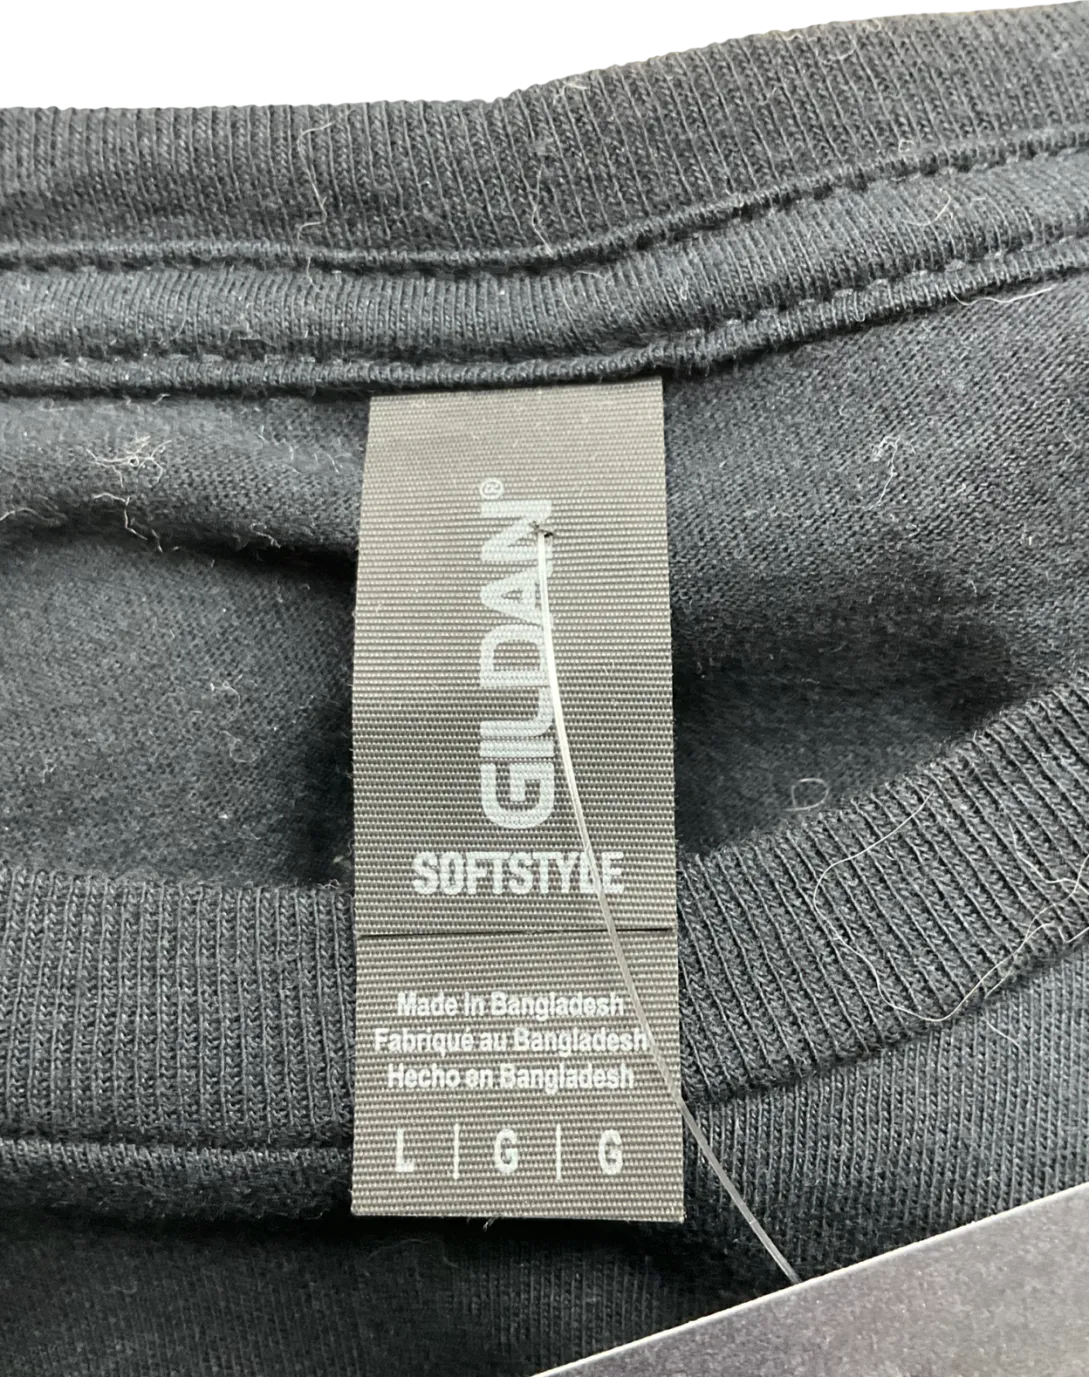 GILDAN®
SOFTSTYLE
Made in Bangladesh
Fabriqué au Bangladesh
Hecho en Bangladesh
L | G | G